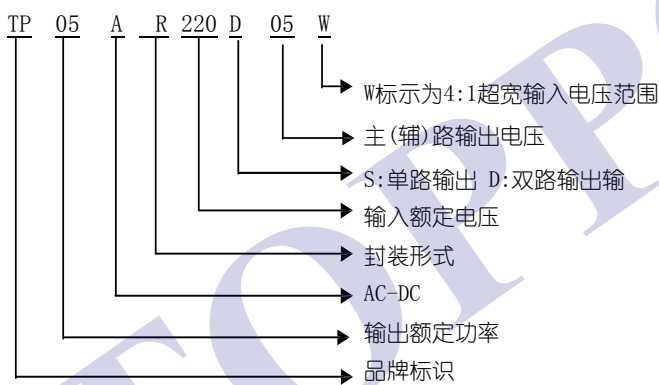 TP 05 A R 220 D 05 W
W标示为4:1超宽输入电压范围
主(辅)路输出电压
S:单路输出 D:双路输出输
输入额定电压
封装形式
AC-DC
输出额定功率
品牌标识
TOPPO